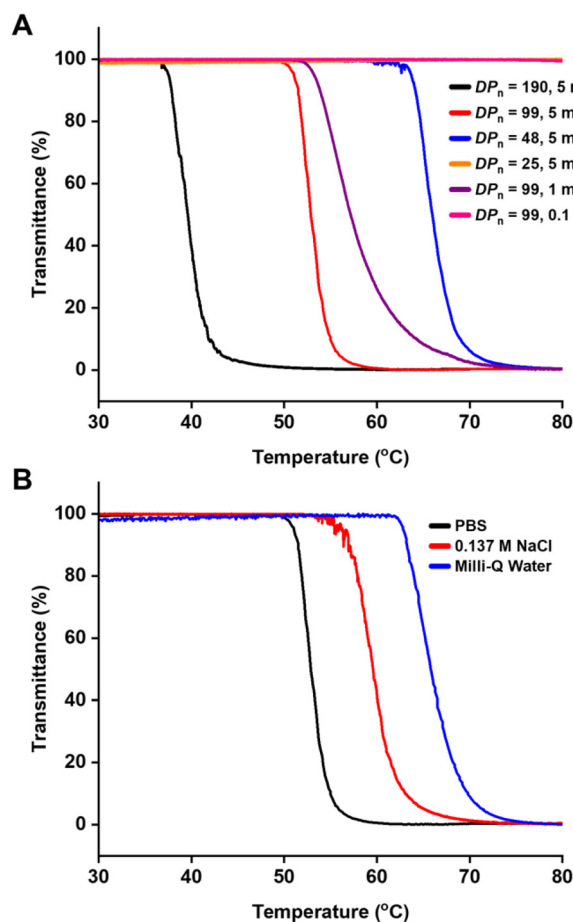 A
100
80
60
40
20
0
Transmittance (%)
DPn = 190, 5 m
DPn = 99, 5 m
DPn = 48, 5 m
DPn = 25, 5 m
DPn = 99, 1 m
DPn = 99, 0.1
30 40 50 60 70 80
Temperature (ºC)
B
100
80
60
40
20
0
Transmittance (%)
PBS
0.137 M NaCl
Milli-Q Water
30 40 50 60 70 80
Temperature (ºC)